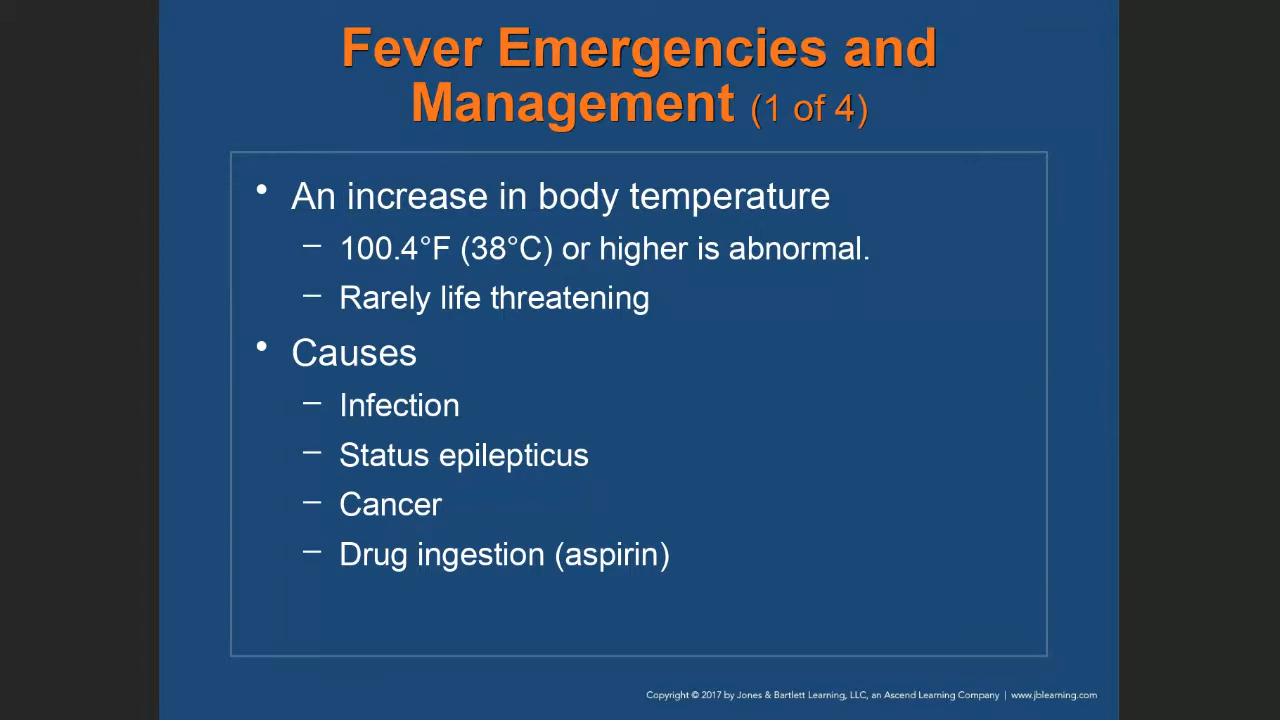 Fever Emergencies and
Management (1 of 4)
• An increase in body temperature
– 100.4°F (38°C) or higher is abnormal.
– Rarely life threatening
• Causes
– Infection
– Status epilepticus
– Cancer
– Drug ingestion (aspirin)
Copyright © 2017 by Jones & Bartlett Learning, LLC, an Ascend Learning Company | www.jblearning.com